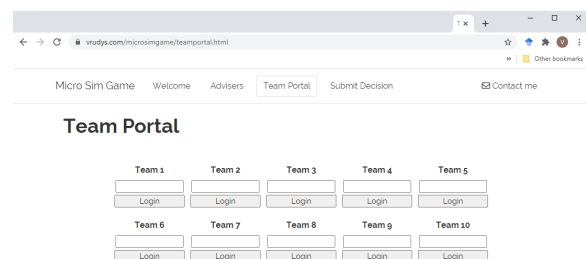 vrudys.com/microsimgame/teamportal.html
Other bookmarks
Micro Sim Game Welcome Advisers Team Portal Submit Decision Contact me
Team Portal
Team 1 Team 2 Team 3 Team 4 Team 5
Login Login Login Login Login
Team 6 Team 7 Team 8 Team 9 Team 10
Login Login Login Login Login